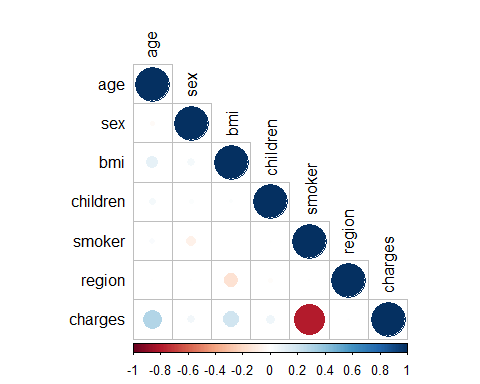 age
age
sex
sex
bmi
bmi
children
children
smoker
smoker
region
region
charges
charges
-1 -0.8 -0.6 -0.4 -0.2 0 0.2 0.4 0.6 0.8 1